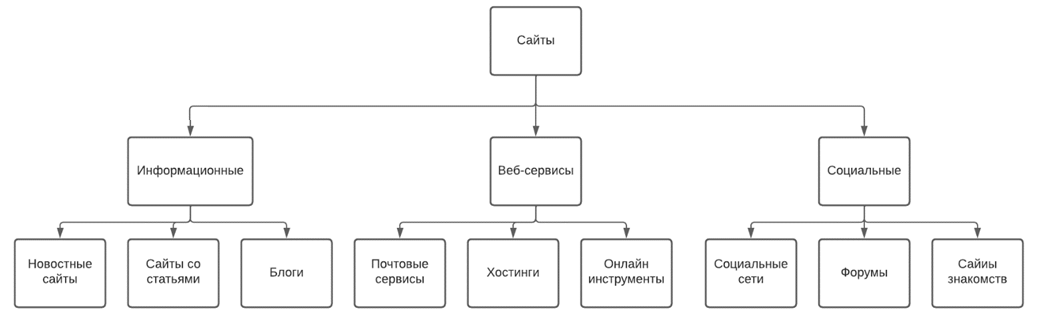 Сайты
Информационные
Веб-сервисы
Социальные
Новостные
сайты
Сайты со
статьями
Блоги
Почтовые
сервисы
Хостинги
Онлайн
инструменты
Социальные
сети
Форумы
Сайиы
знакомств